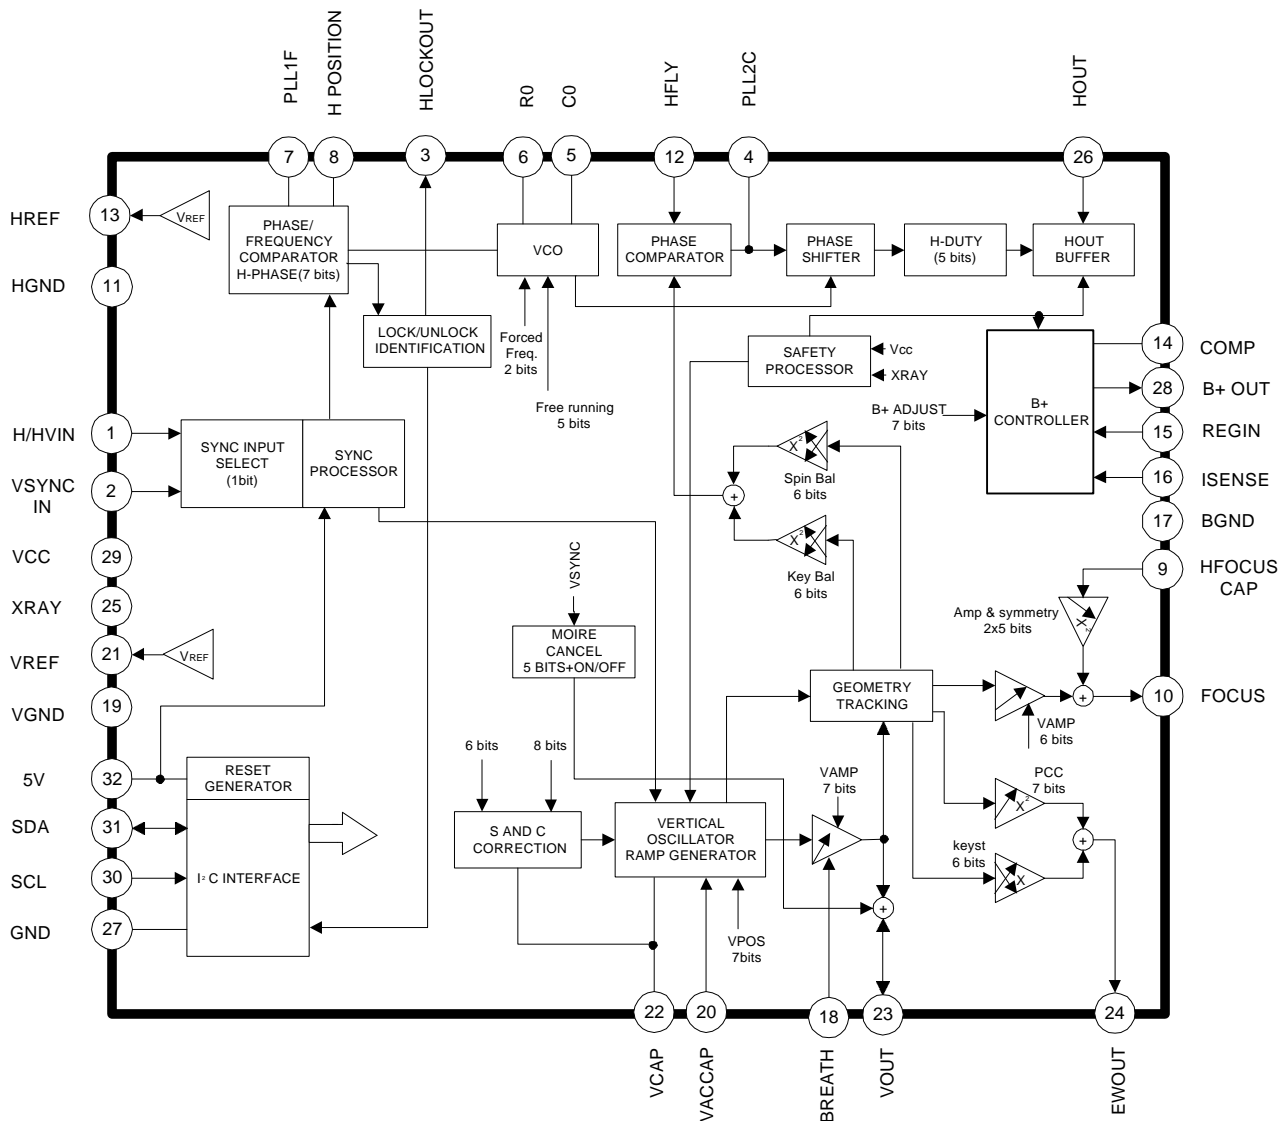 PLL1F
H POSITION
HLOCKOUT
R0
C0
HFLY
PLL2C
HOUT
7
8
3
6
5
12
4
26
HREF
13
VREF
HGND
11
PHASE/
FREQUENCY
COMPARATOR
H-PHASE(7 bits)
VCO
PHASE
COMPARATOR
PHASE
SHIFTER
H-DUTY
(5 bits)
HOUT
BUFFER
LOCK/UNLOCK
IDENTIFICATION
Forced
Freq.
2 bits
Free running
5 bits
SAFETY
PROCESSOR
Vcc
XRAY
B+ ADJUST
7 bits
B+
CONTROLLER
14
COMP
28
B+ OUT
15
REGIN
16
ISENSE
17
BGND
9
HFOCUS
CAP
10
FOCUS
H/HVIN
1
VSYNC
IN
2
SYNC INPUT
SELECT
(1bit)
SYNC
PROCESSOR
VCC
29
XRAY
25
VREF
21
VREF
VGND
19
5V
32
SDA
31
SCL
30
GND
27
RESET
GENERATOR
I²C INTERFACE
X²
Spin Bal
6 bits
+
X²
Key Bal
6 bits
VSYNC
MOIRE
CANCEL
5 BITS+ON/OFF
Amp & symmetry
2x5 bits
X²
GEOMETRY
TRACKING
+
VAMP
6 bits
6 bits
8 bits
S AND C
CORRECTION
VERTICAL
OSCILLATOR
RAMP GENERATOR
VAMP
7 bits
PCC
7 bits
X²
+
keyst
6 bits
X
+
VPOS
7bits
22
20
18
23
24
VCAP
VACCAP
BREATH
VOUT
EWOUT